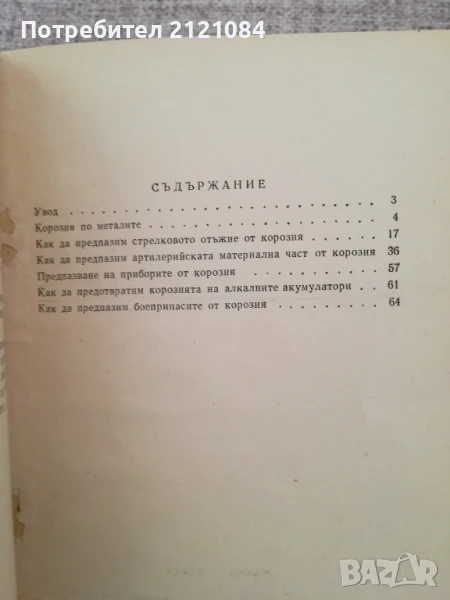 Потребител 2121084
СЪДЪРЖАНИЕ
Увод . . . . . . . . . . . . . . . . . . . 3
Корозия по металите . . . . . . . . . . . . . 4
Как да предпазим стрелковото отъжие от корозия . . . . . 17
Как да предпазим артилерийската материална част от корозия 36
Предпазване на приборите от корозия . . . . . . . . 57
Как да предотвратим корозията на алкалните акумулатори . . 61
Как да предпазим боеприпасите от корозия . . . . . . . 64
BAZAR